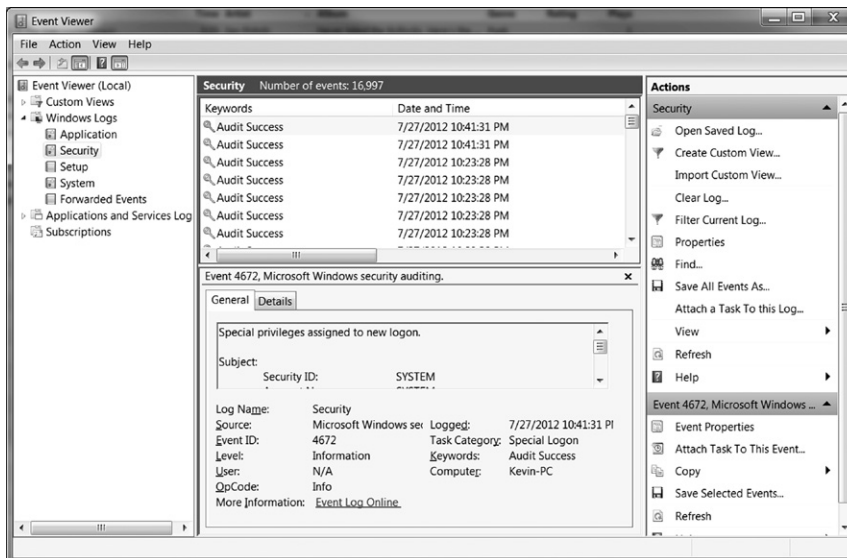 Event Viewer
File Action View Help
Event Viewer (Local)
Custom Views
Windows Logs
Application
Security
Setup
System
Forwarded Events
Applications and Services Log
Subscriptions
Security Number of events: 16,997
Keywords Date and Time
Audit Success 7/27/2012 10:41:31 PM
Audit Success 7/27/2012 10:41:31 PM
Audit Success 7/27/2012 10:23:28 PM
Audit Success 7/27/2012 10:23:28 PM
Audit Success 7/27/2012 10:23:28 PM
Audit Success 7/27/2012 10:23:28 PM
Audit Success 7/27/2012 10:23:28 PM
Event 4672, Microsoft Windows security auditing.
General Details
Special privileges assigned to new logon.
Subject:
Security ID: SYSTEM
Log Name: Security
Source: Microsoft Windows sec Logged: 7/27/2012 10:41:31 PM
Event ID: 4672 Task Category: Special Logon
Level: Information Keywords: Audit Success
User: N/A Computer: Kevin-PC
OpCode: Info
More Information: Event Log Online
Actions
Security
Open Saved Log...
Create Custom View...
Import Custom View...
Clear Log...
Filter Current Log...
Properties
Find...
Save All Events As...
Attach a Task To this Log...
View
Refresh
Help
Event 4672, Microsoft Windows ...
Event Properties
Attach Task To This Event...
Copy
Save Selected Events...
Refresh